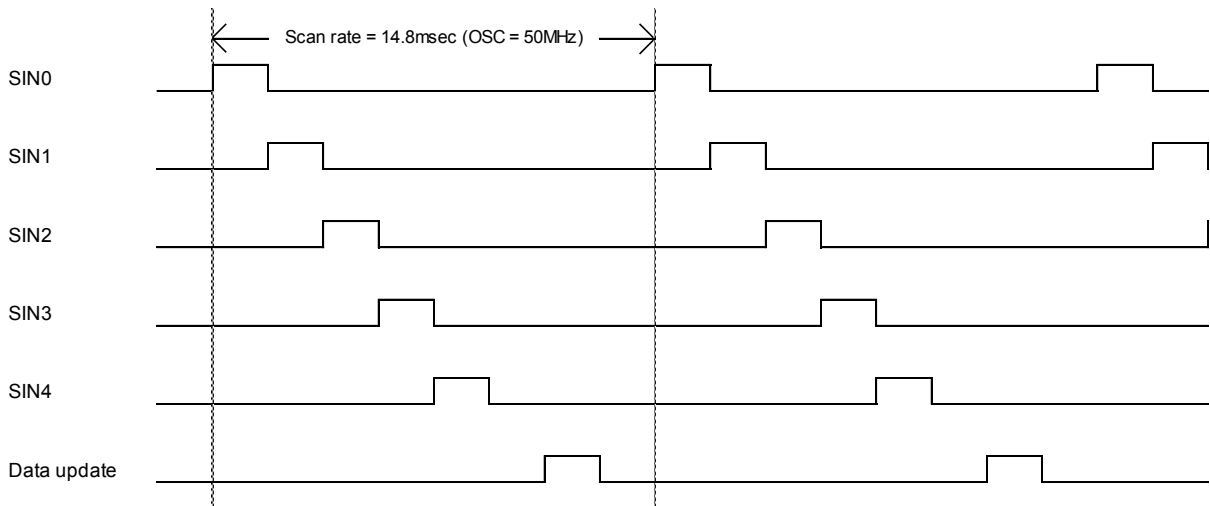 Scan rate = 14.8msec (OSC = 50MHz)
SIN0
SIN1
SIN2
SIN3
SIN4
Data update